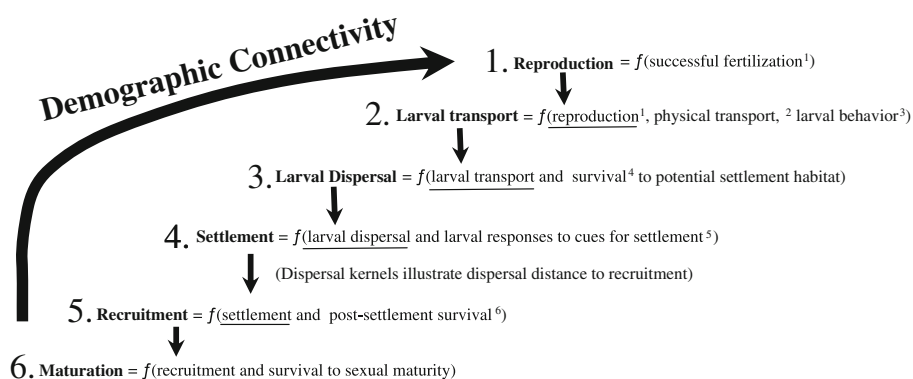 Demographic Connectivity
1. Reproduction = f(successful fertilization¹)
2. Larval transport = f(reproduction¹, physical transport, ² larval behavior³)
3. Larval Dispersal = f(larval transport and survival⁴ to potential settlement habitat)
4. Settlement = f(larval dispersal and larval responses to cues for settlement⁵)
(Dispersal kernels illustrate dispersal distance to recruitment)
5. Recruitment = f(settlement and post-settlement survival⁶)
6. Maturation = f(recruitment and survival to sexual maturity)